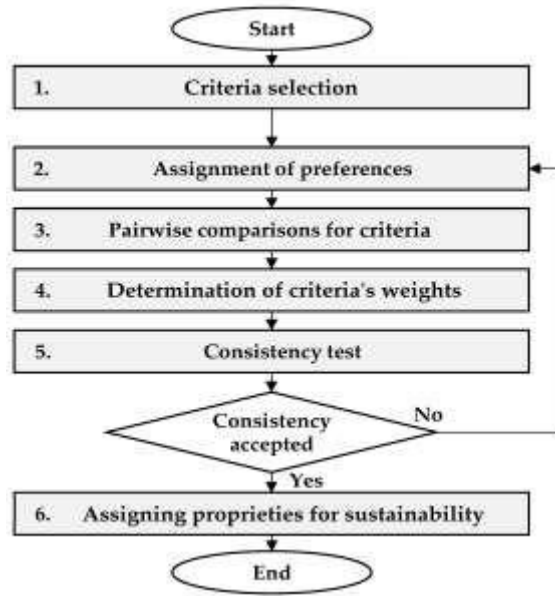 Start
1. Criteria selection
2. Assignment of preferences
3. Pairwise comparisons for criteria
4. Determination of criteria's weights
5. Consistency test
Consistency
accepted
No
Yes
6. Assigning proprieties for sustainability
End